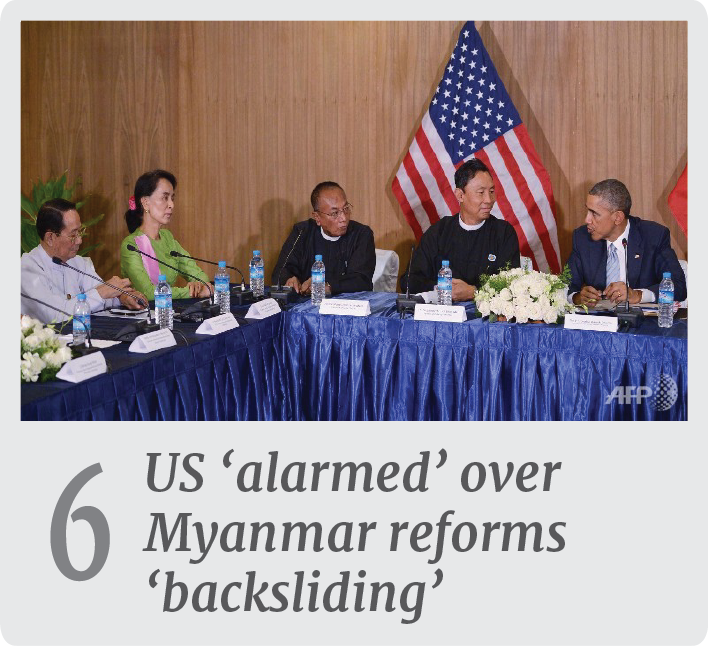 AFP
6
US ‘alarmed’ over
Myanmar reforms
‘backsliding’